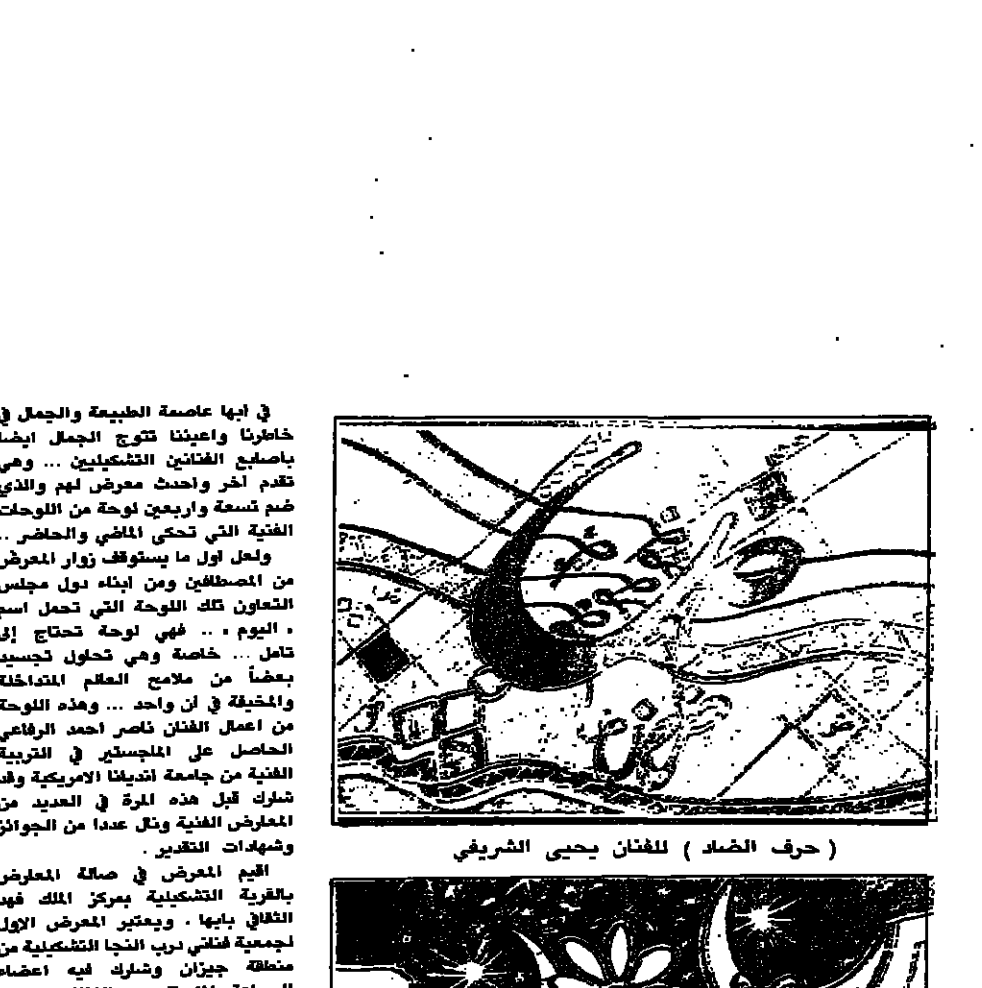 في أبها عاصمة الطبيعة والجمال في
خاطرنا واعيننا تتوج الجمال ايضا
باصابع الفنانين التشكيليين ... وهي
تقدم آخر وأحدث معرض لهم والذي
ضم تسعة واربعين لوحة من اللوحات
الفنية التي تحكى الماضي والحاضر ..
ولعل اول ما يستوقف زوار المعرض
من المصطافين ومن ابناء دول مجلس
التعاون تلك اللوحة التي تحمل اسم
« اليوم » .. فهي لوحة تحتاج إلى
تامل ... خاصة وهي تحاول تجسيد
بعضاً من ملامح العالم المتداخلة
والمخيفة في آن واحد ... وهذه اللوحة
من اعمال الفنان ناصر احمد الرفاعي
الحاصل على الماجستير في التربية
الفنية من جامعة انديانا الامريكية وقد
شارك قبل هذه المرة في العديد من
المعارض الفنية ونال عددا من الجوائز
وشهادات التقدير .
اقيم المعرض في صالة المعارض
بالقرية التشكيلية بمركز الملك فهد
الثقافي بابها . ويعتبر المعرض الاول
لجمعية فناني درب النجا التشكيلية من
منطقة جيزان وشارك فيه اعضاء
( حرف الضاد ) للفنان يحيى الشريفي